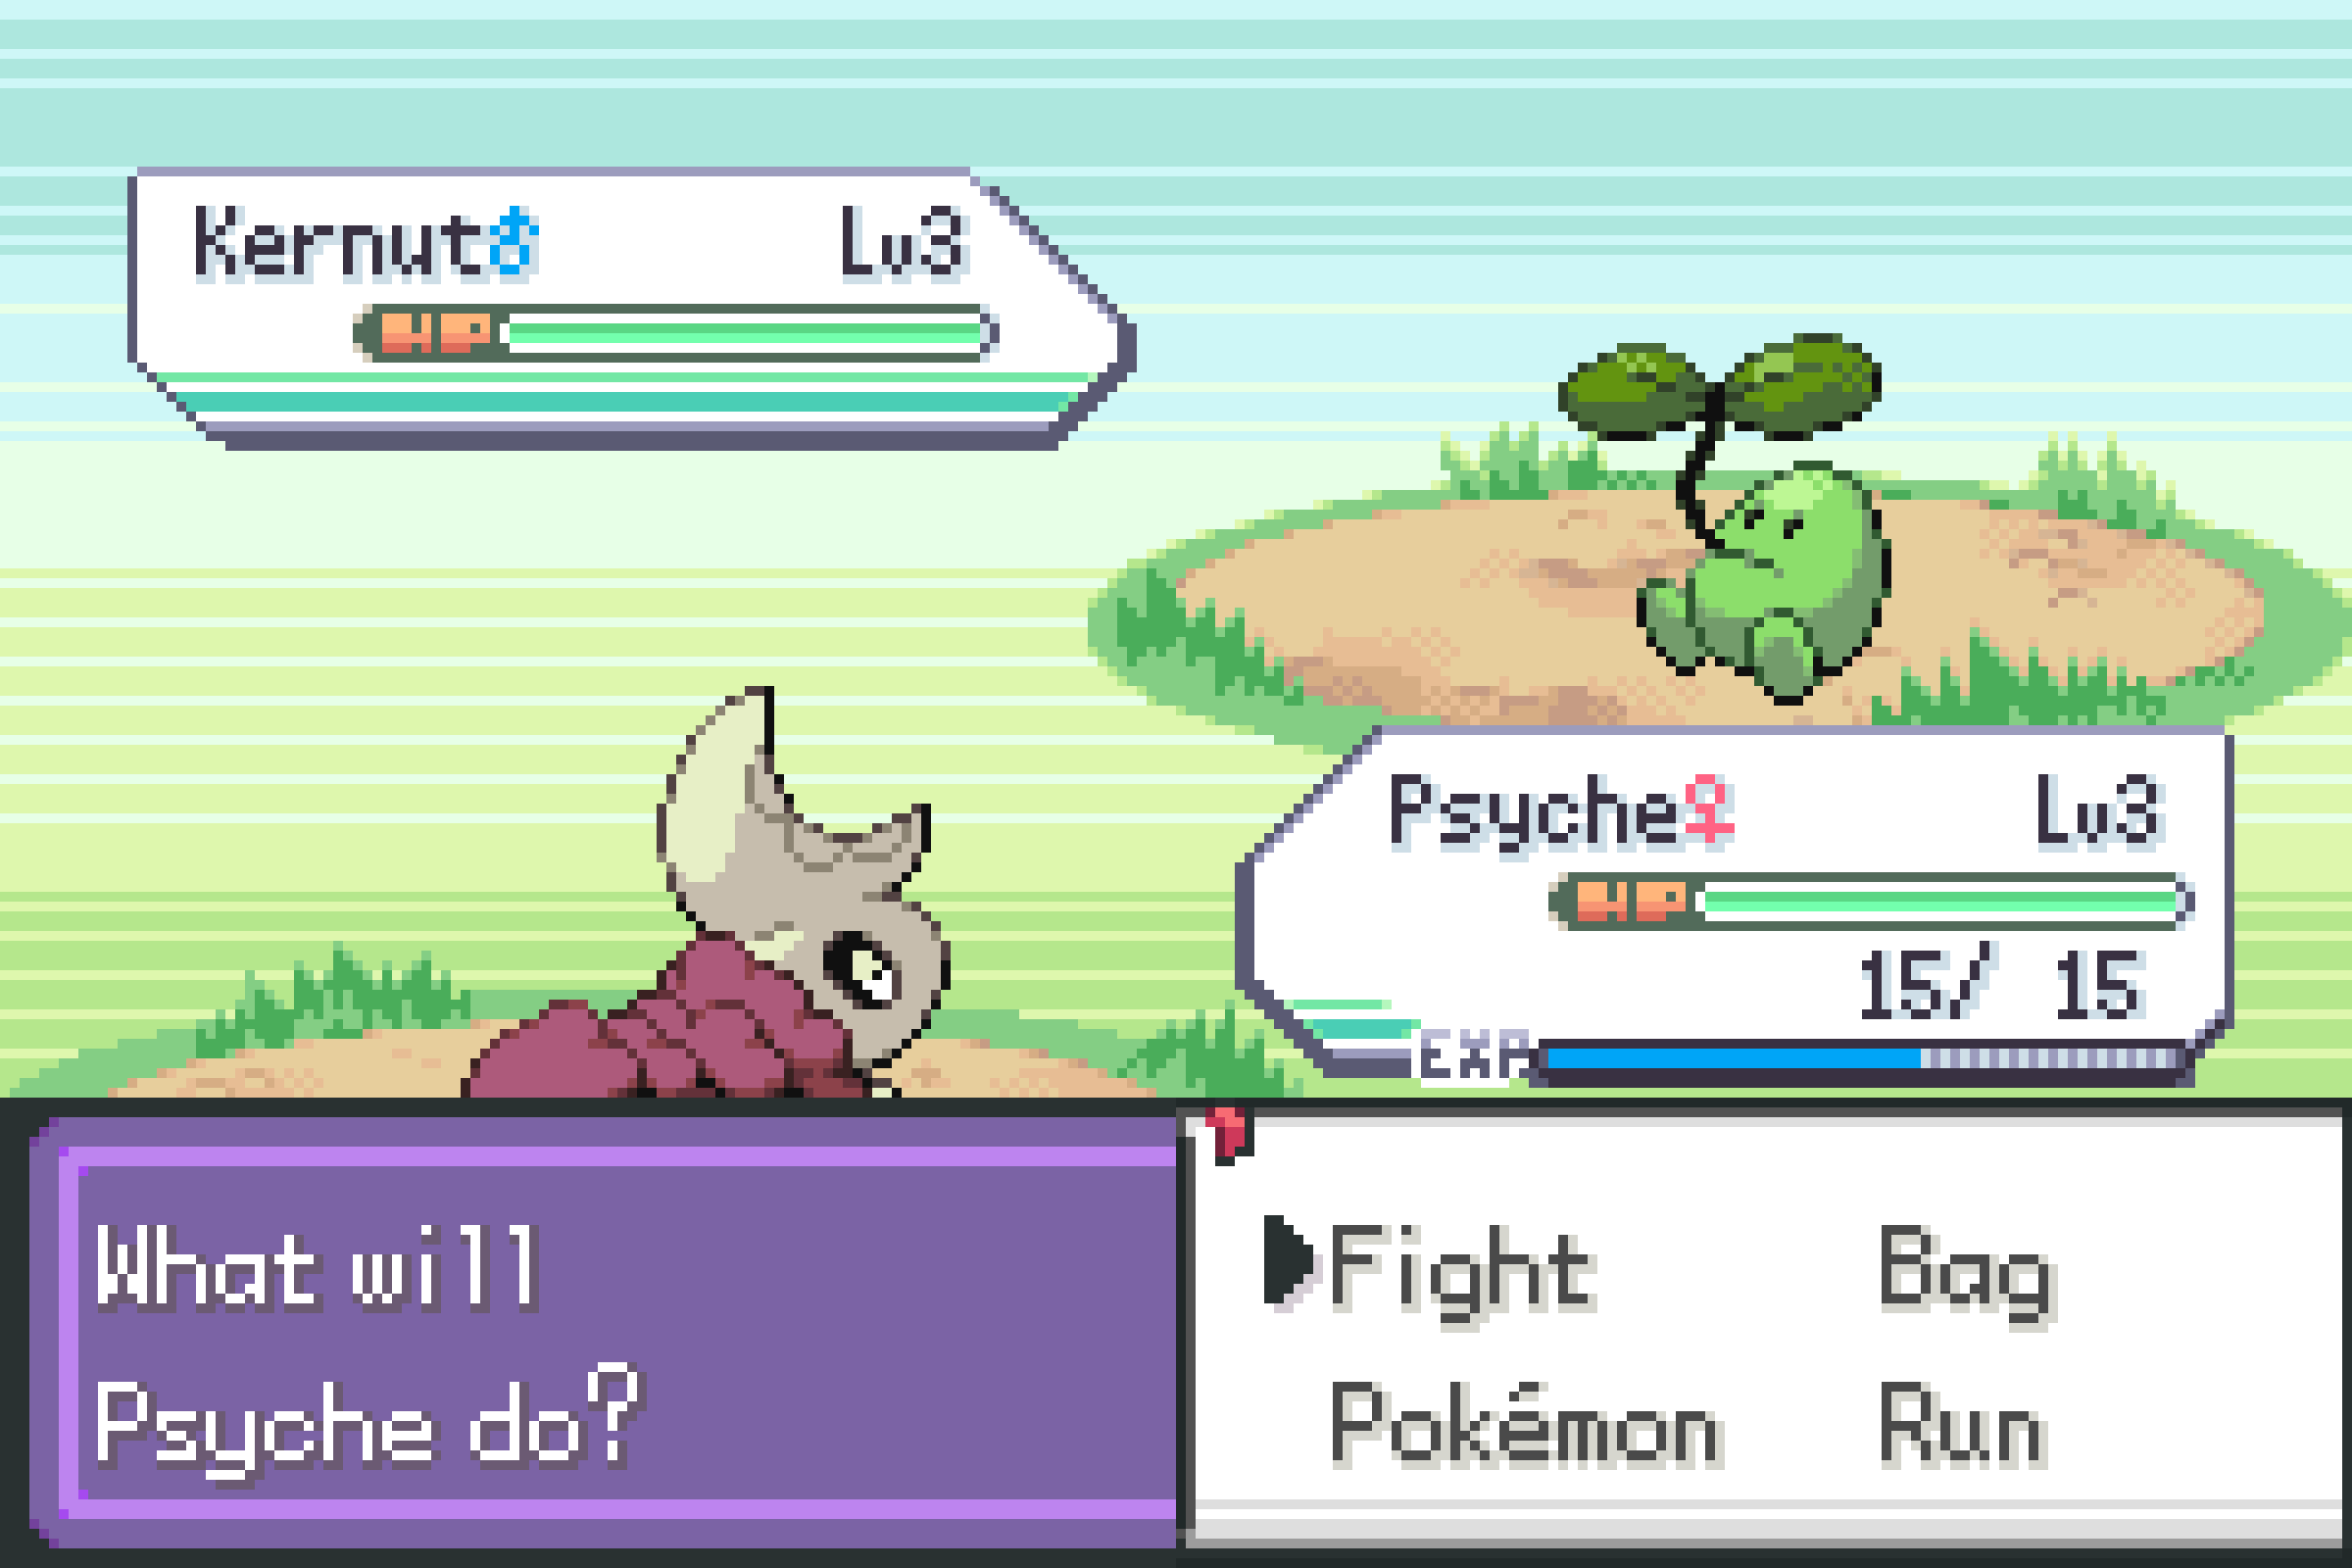 Kernut♂ Lv3
HP
Psyche♀ Lv3
HP
15/ 15
EXP
What will
Psyche do?
Fight Bag
Pokémon Run